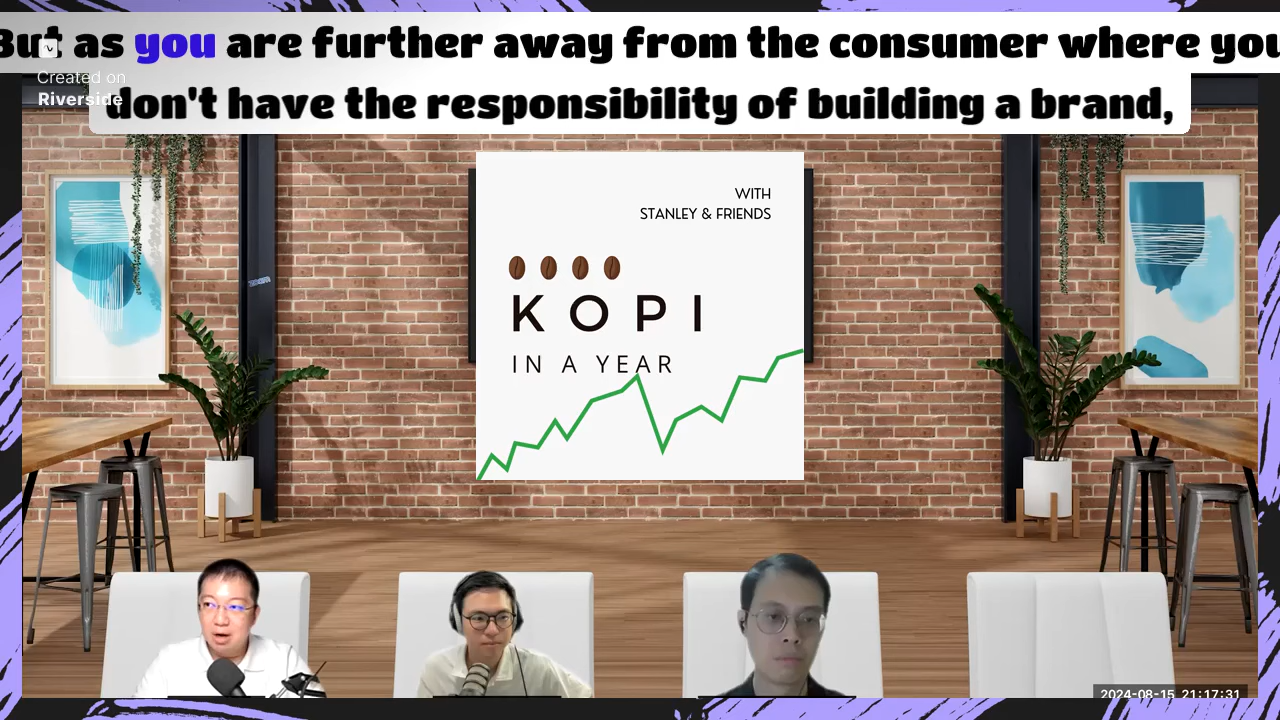 But as you are further away from the consumer where you
don't have the responsibility of building a brand,
Created on
Riverside
WITH
STANLEY & FRIENDS
KOPI
IN A YEAR
2024-08-15 21:17:31